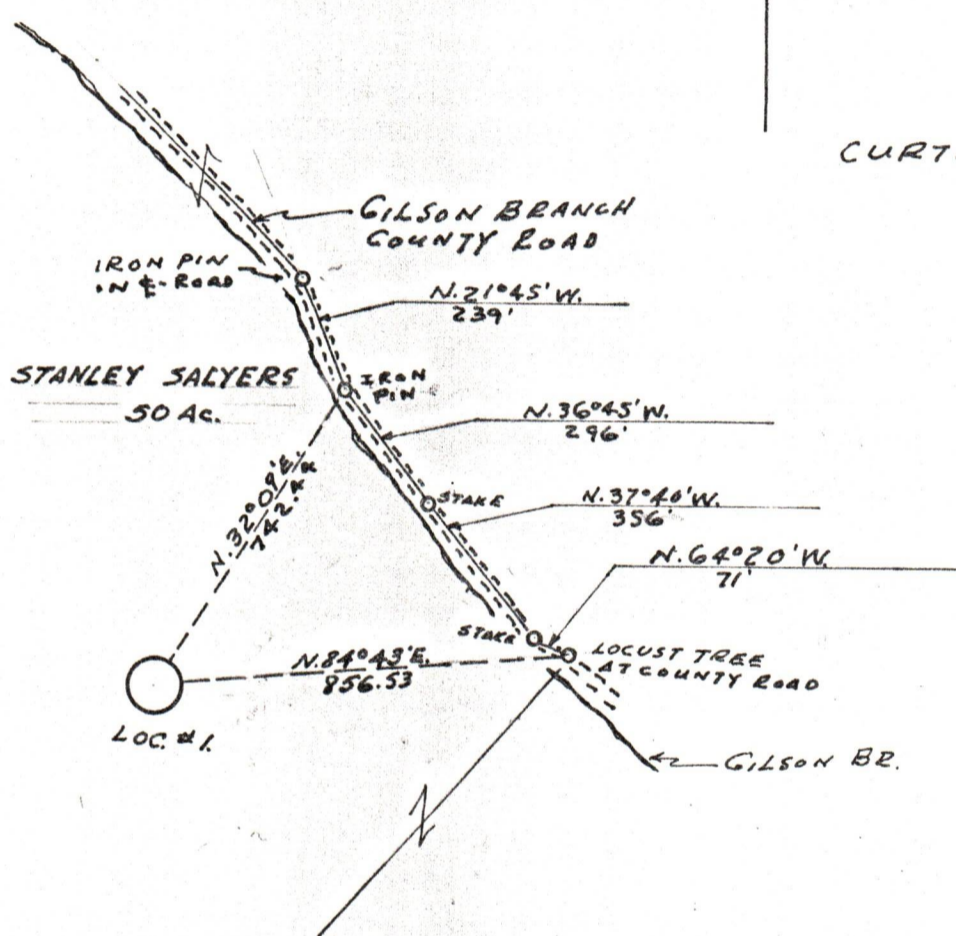 CURT
GILSON BRANCH
COUNTY ROAD
IRON PIN
IN ℄-ROAD
N.21°45'W.
239'
STANLEY SALYERS
50 AC.
IRON
PIN
N.36°45'W.
296'
N.32°09'E
742.
STAKE
N.37°40'W.
356'
N.64°20'W.
71'
STAKE
LOCUST TREE
AT COUNTY ROAD
N.84°43'E.
856.53
LOC. #1.
GILSON BR.